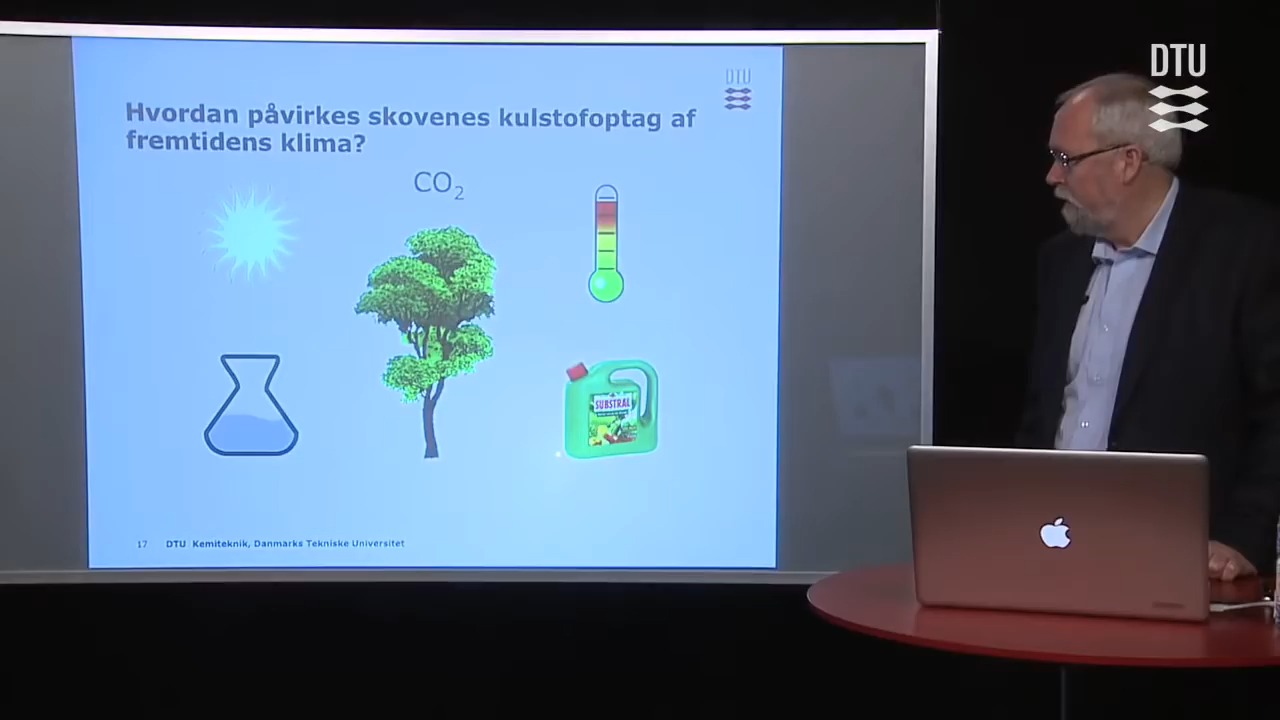 DTU
DTU
Hvordan påvirkes skovenes kulstofoptag af
fremtidens klima?
CO2
SUBSTRAL
17 DTU Kemiteknik, Danmarks Tekniske Universitet